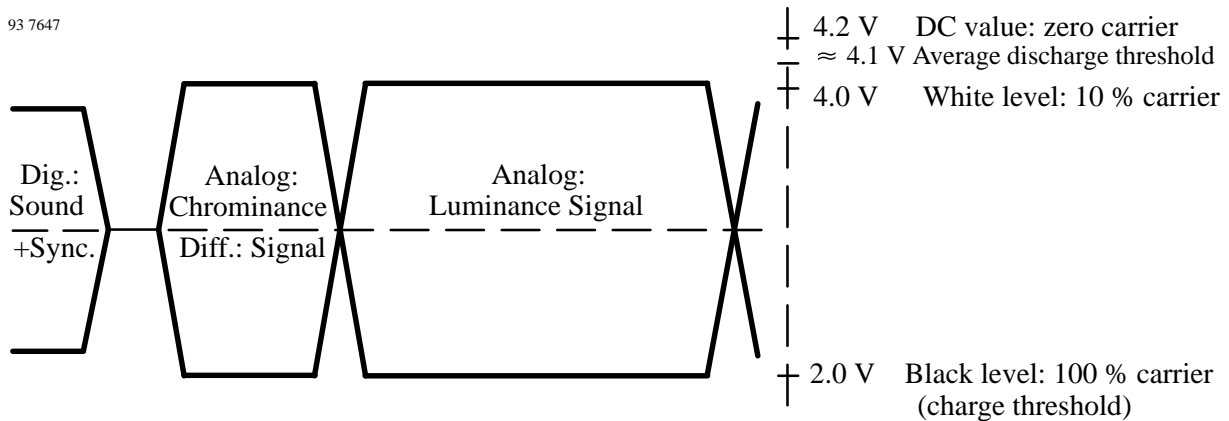 93 7647
4.2 V DC value: zero carrier
≈ 4.1 V Average discharge threshold
4.0 V White level: 10 % carrier
Dig.:
Sound
+Sync.
Analog:
Chrominance
Diff.: Signal
Analog:
Luminance Signal
2.0 V Black level: 100 % carrier
(charge threshold)